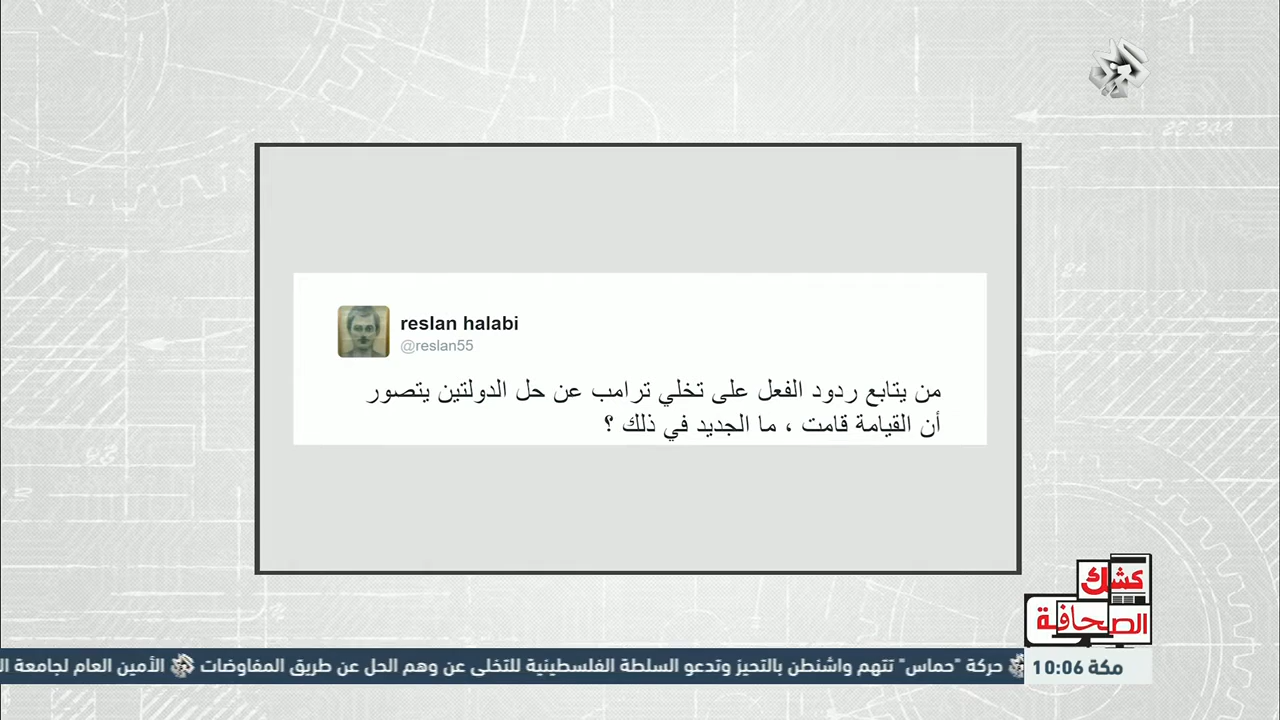 reslan halabi
@reslan55
من يتابع ردود الفعل على تخلي ترامب عن حل الدولتين يتصور
أن القيامة قامت ، ما الجديد في ذلك ؟
كشك
الصحافة
مكة 10:06
حركة "حماس" تتهم واشنطن بالتحيز وتدعو السلطة الفلسطينية للتخلى عن وهم الحل عن طريق المفاوضات الأمين العام لجامعة ال